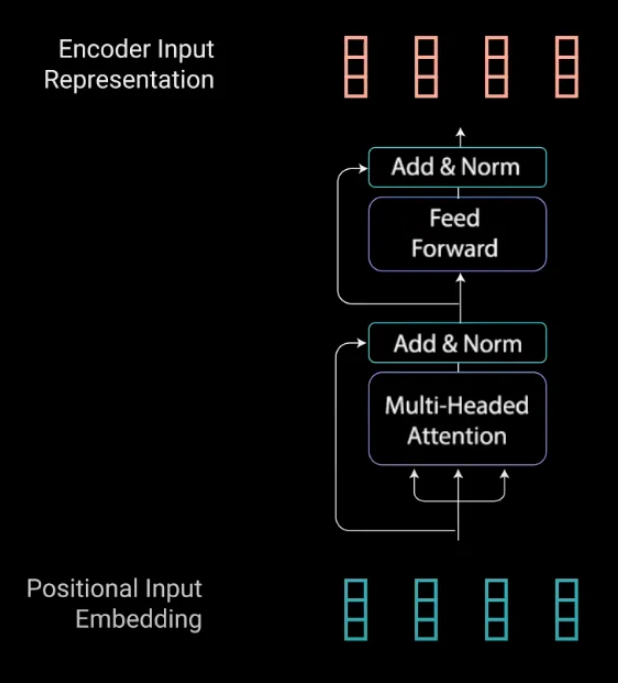 Encoder Input
Representation
Add & Norm
Feed
Forward
Add & Norm
Multi-Headed
Attention
Positional Input
Embedding